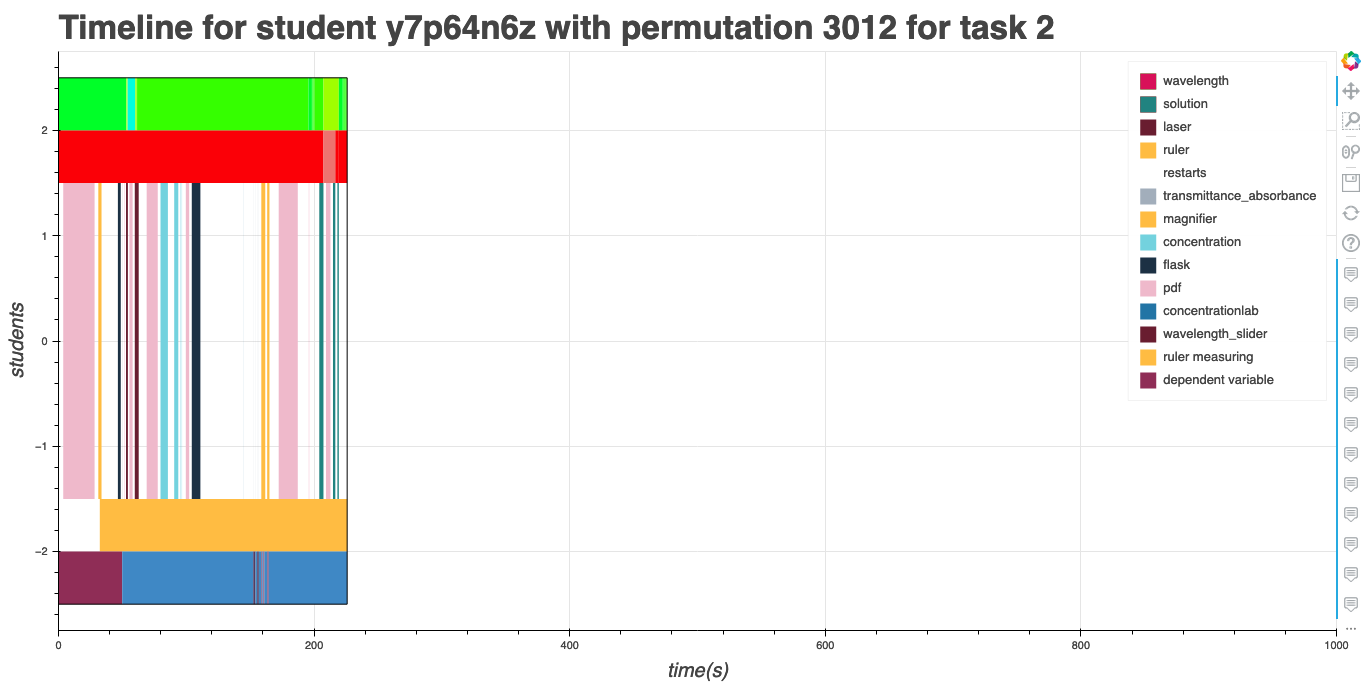 Timeline for student y7p64n6z with permutation 3012 for task 2
wavelength
solution
laser
ruler
restarts
transmittance_absorbance
magnifier
concentration
flask
pdf
concentrationlab
wavelength_slider
ruler measuring
dependent variable
students
2
1
0
−1
−2
0 200 400 600 800 1000
time(s)